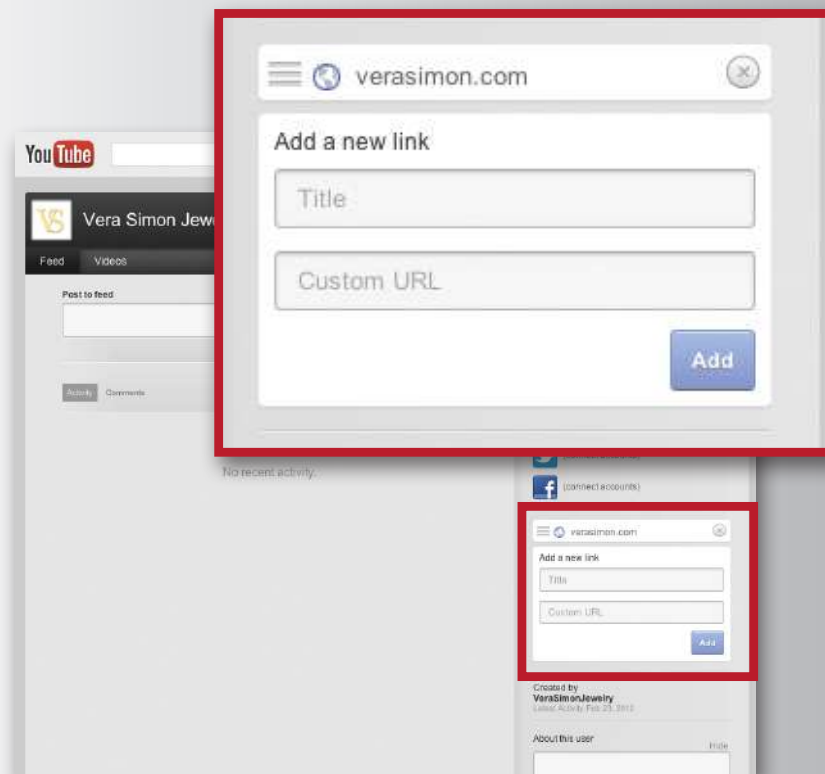 verasimon.com
Add a new link
Title
Custom URL
Add
YouTube
VS
Vera Simon Jew
Feed Videos
Post to feed
Activity Comments
No recent activity.
(connect accounts)
verasimon.com
Add a new link
Title
Custom URL
Add
Created by
VeraSimonJewelry
Latest Activity Feb 23, 2012
About this user
Hide